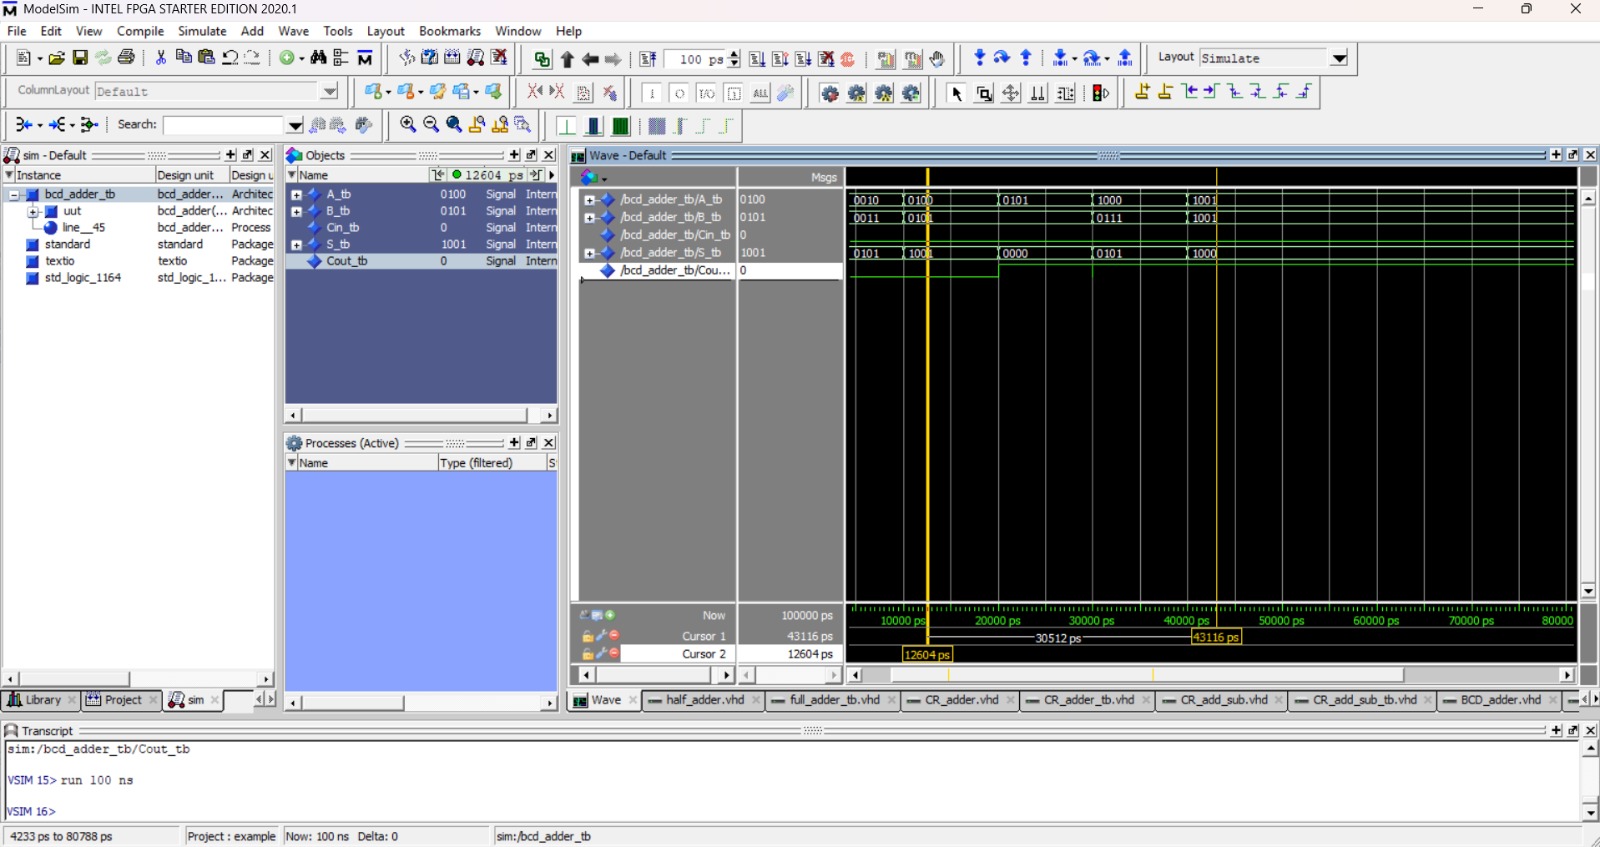 ModelSim - INTEL FPGA STARTER EDITION 2020.1
File Edit View Compile Simulate Add Wave Tools Layout Bookmarks Window Help
100 ps Layout Simulate
ColumnLayout Default
ALL
Search:
sim - Default
Instance Design unit Design u
bcd_adder_tb bcd_adder... Architec
uut bcd_adder(... Architec
line__45 bcd_adder... Process
standard standard Package
textio textio Package
std_logic_1164 std_logic_1... Package
Library Project sim
Objects
Name 12604 ps
A_tb 0100 Signal Intern
B_tb 0101 Signal Intern
Cin_tb 0 Signal Intern
S_tb 1001 Signal Intern
Cout_tb 0 Signal Intern
Processes (Active)
Name Type (filtered) S
Wave - Default
Msgs
/bcd_adder_tb/A_tb 0100 0010 0100 0101 1000 1001
/bcd_adder_tb/B_tb 0101 0011 0101 0111 1001
/bcd_adder_tb/Cin_tb 0
/bcd_adder_tb/S_tb 1001 0101 1001 0000 0101 1000
/bcd_adder_tb/Cou... 0
Now 100000 ps 10000 ps 20000 ps 30000 ps 40000 ps 50000 ps 60000 ps 70000 ps 80000
Cursor 1 43116 ps 30512 ps 43116 ps
Cursor 2 12604 ps 12604 ps
Wave half_adder.vhd full_adder_tb.vhd CR_adder.vhd CR_adder_tb.vhd CR_add_sub.vhd CR_add_sub_tb.vhd BCD_adder.vhd
Transcript
sim:/bcd_adder_tb/Cout_tb
VSIM 15> run 100 ns
VSIM 16>
4233 ps to 80788 ps Project : example Now: 100 ns Delta: 0 sim:/bcd_adder_tb